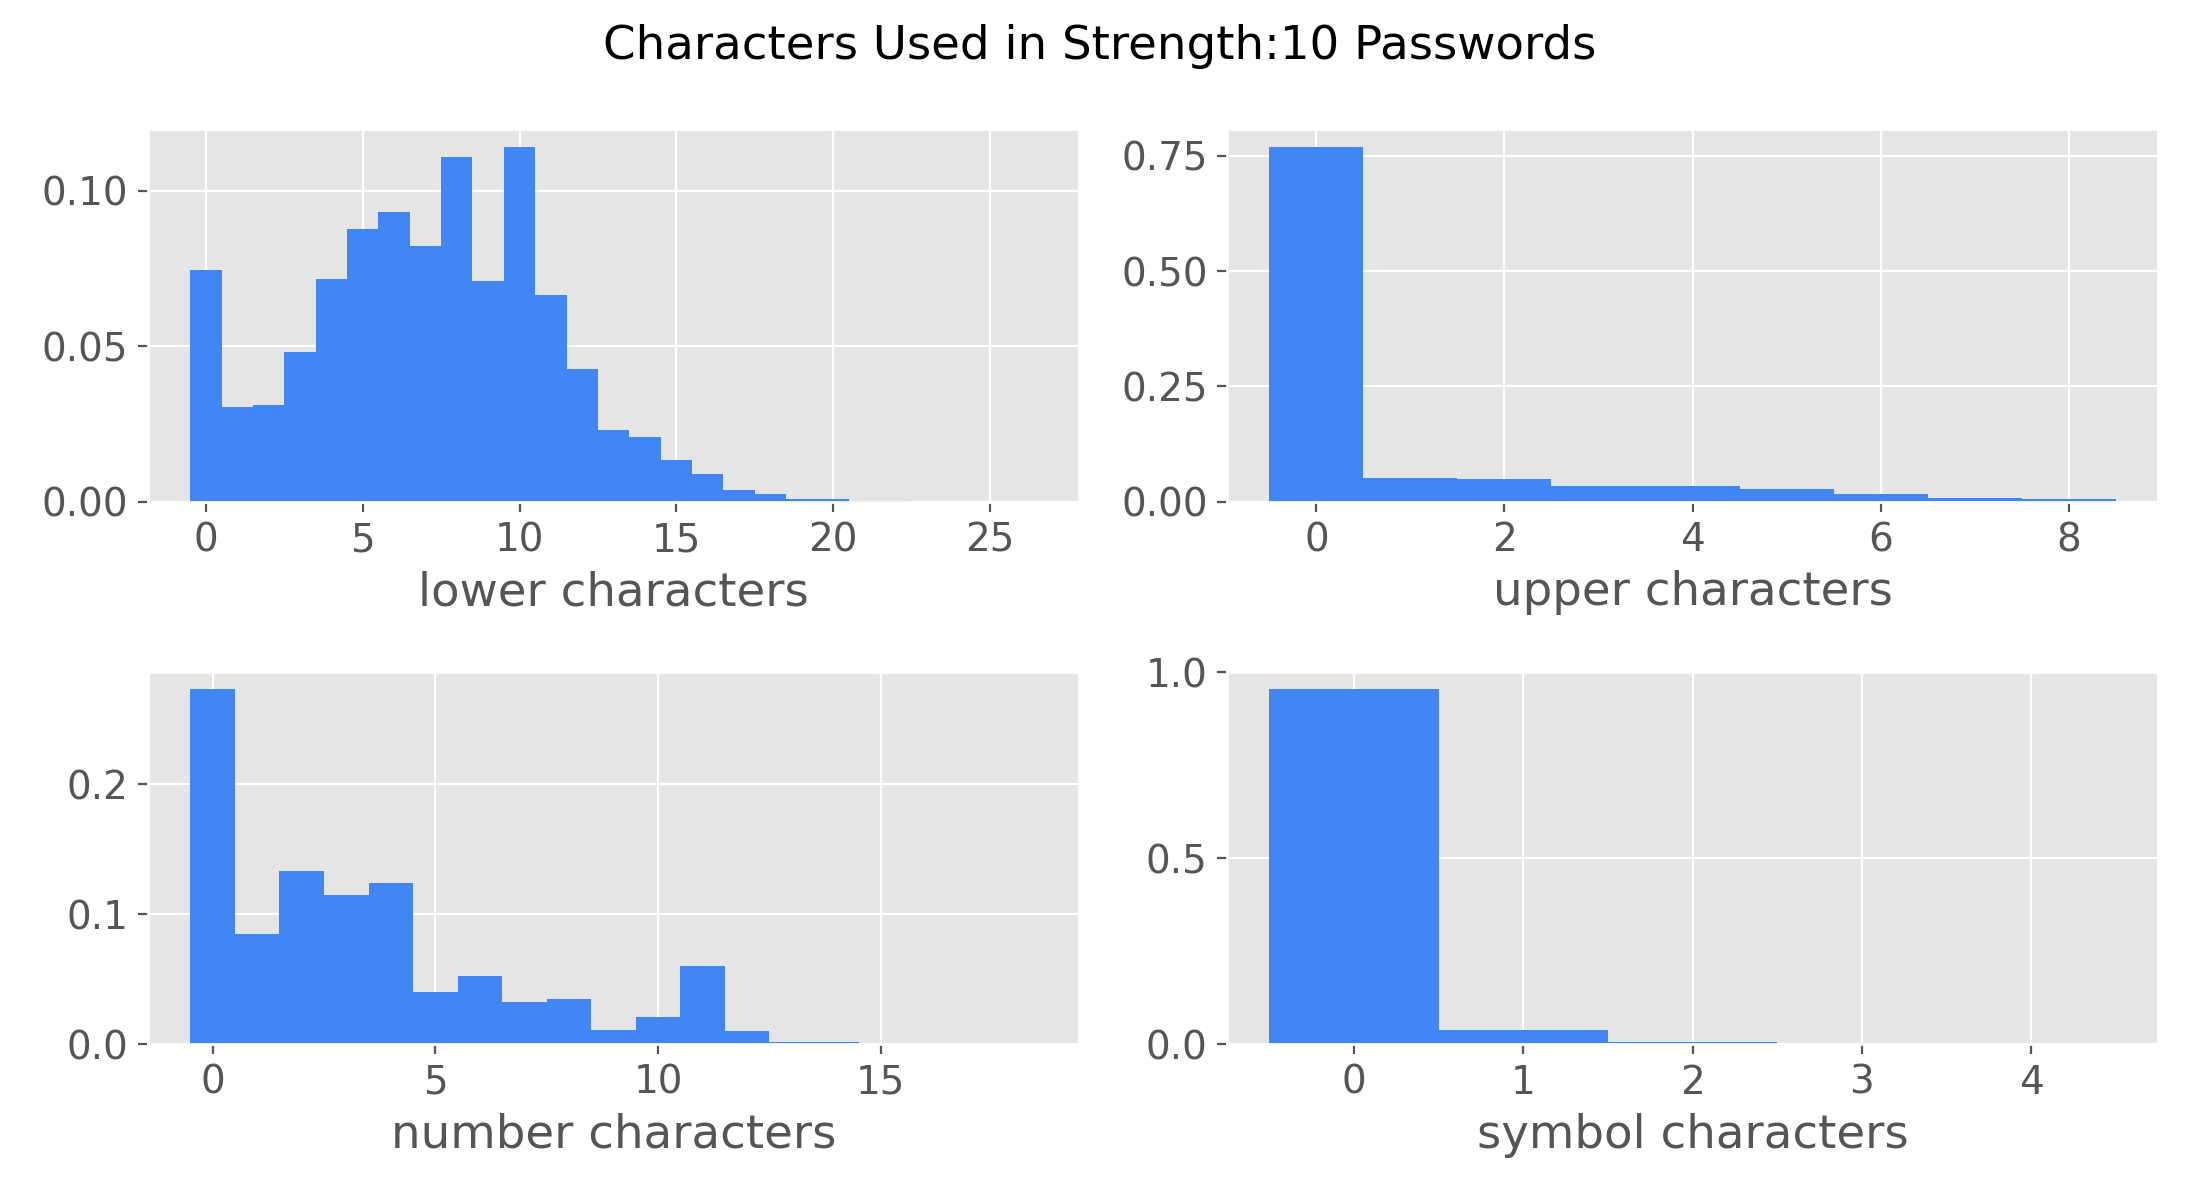 Characters Used in Strength:10 Passwords
0.10
0.05
0.00
0 5 10 15 20 25
lower characters
0.75
0.50
0.25
0.00
0 2 4 6 8
upper characters
0.2
0.1
0.0
0 5 10 15
number characters
1.0
0.5
0.0
0 1 2 3 4
symbol characters